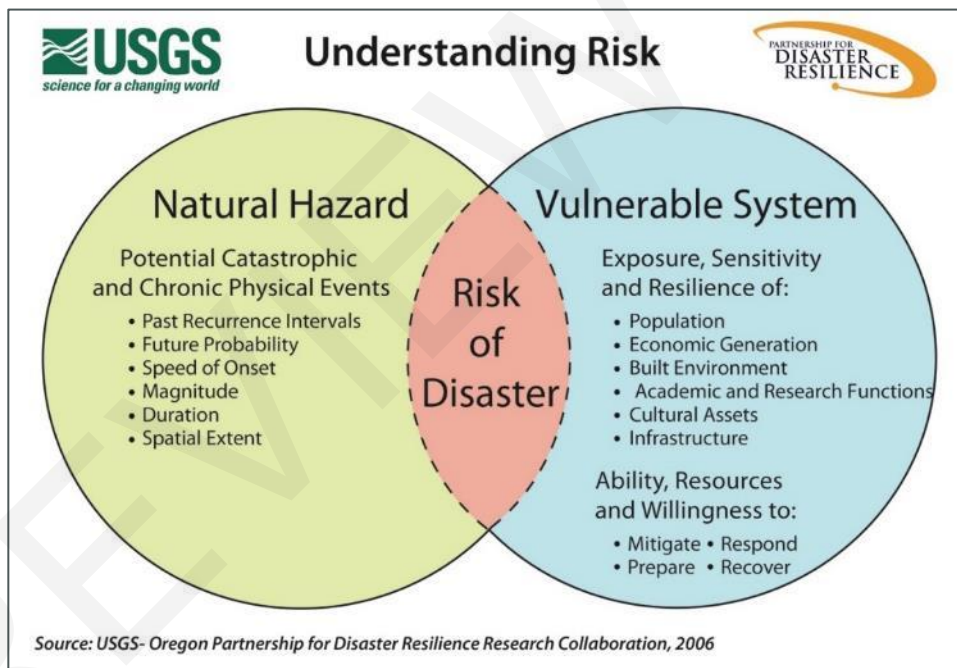 USGS
science for a changing world
Understanding Risk
PARTNERSHIP FOR
DISASTER
RESILIENCE
Natural Hazard
Potential Catastrophic
and Chronic Physical Events
• Past Recurrence Intervals
• Future Probability
• Speed of Onset
• Magnitude
• Duration
• Spatial Extent
Risk
of
Disaster
Vulnerable System
Exposure, Sensitivity
and Resilience of:
• Population
• Economic Generation
• Built Environment
• Academic and Research Functions
• Cultural Assets
• Infrastructure
Ability, Resources
and Willingness to:
• Mitigate • Respond
• Prepare • Recover
Source: USGS- Oregon Partnership for Disaster Resilience Research Collaboration, 2006